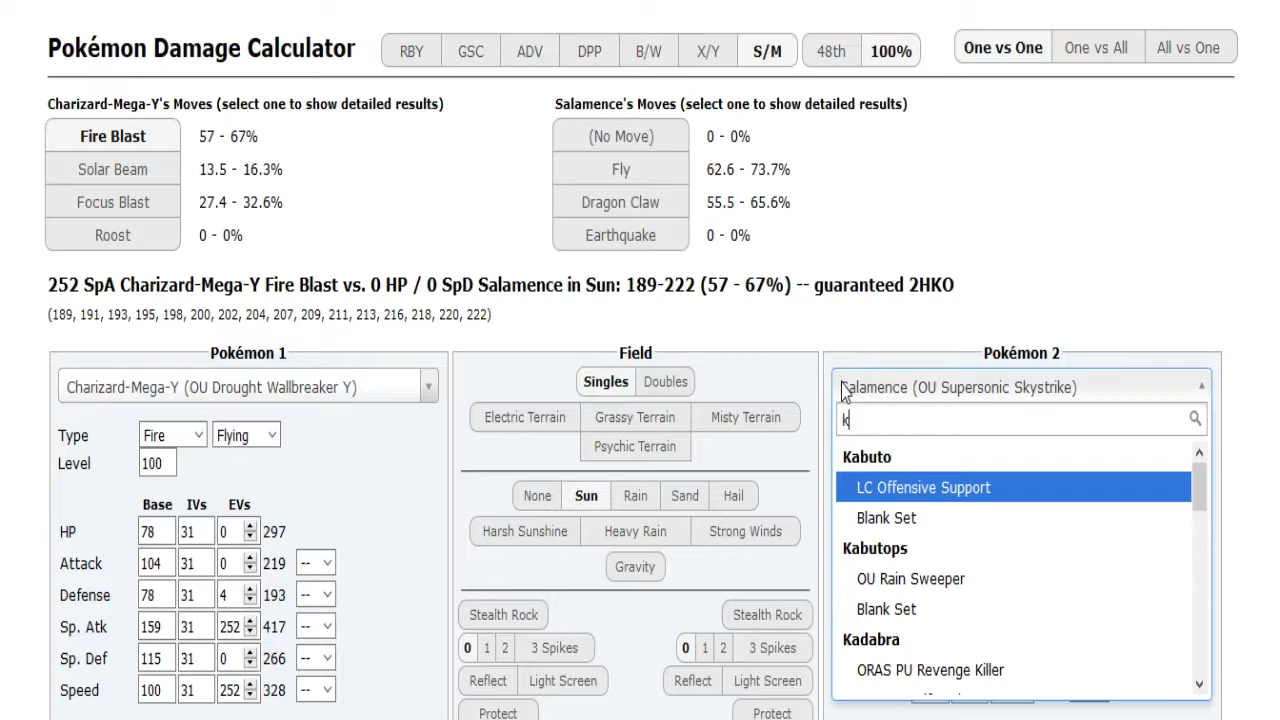 Pokémon Damage Calculator
RBY GSC ADV DPP B/W X/Y S/M 48th 100% One vs One One vs All All vs One
Charizard-Mega-Y's Moves (select one to show detailed results)
Fire Blast 57 - 67%
Solar Beam 13.5 - 16.3%
Focus Blast 27.4 - 32.6%
Roost 0 - 0%
Salamence's Moves (select one to show detailed results)
(No Move) 0 - 0%
Fly 62.6 - 73.7%
Dragon Claw 55.5 - 65.6%
Earthquake 0 - 0%
252 SpA Charizard-Mega-Y Fire Blast vs. 0 HP / 0 SpD Salamence in Sun: 189-222 (57 - 67%) -- guaranteed 2HKO
(189, 191, 193, 195, 198, 200, 202, 204, 207, 209, 211, 213, 216, 218, 220, 222)
Pokémon 1
Charizard-Mega-Y (OU Drought Wallbreaker Y)
Type Fire Flying
Level 100
Base IVs EVs
HP 78 31 0 297
Attack 104 31 0 219 --
Defense 78 31 4 193 --
Sp. Atk 159 31 252 417 --
Sp. Def 115 31 0 266 --
Speed 100 31 252 328 --
Field
Singles Doubles
Electric Terrain Grassy Terrain Misty Terrain
Psychic Terrain
None Sun Rain Sand Hail
Harsh Sunshine Heavy Rain Strong Winds
Gravity
Stealth Rock Stealth Rock
0 1 2 3 Spikes 0 1 2 3 Spikes
Reflect Light Screen Reflect Light Screen
Protect Protect
Pokémon 2
Salamence (OU Supersonic Skystrike)
k
Kabuto
LC Offensive Support
Blank Set
Kabutops
OU Rain Sweeper
Blank Set
Kadabra
ORAS PU Revenge Killer